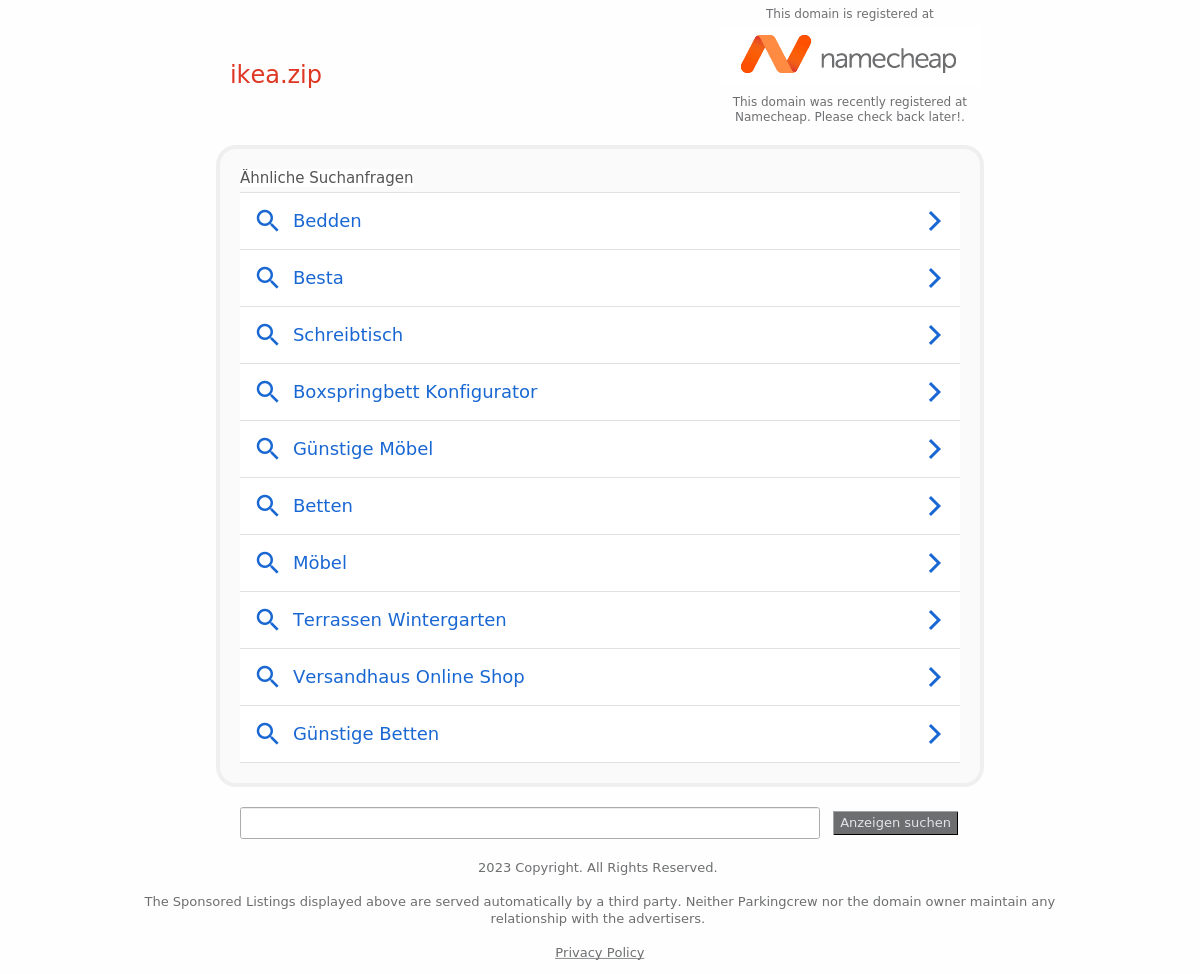 This domain is registered at
namecheap
ikea.zip
This domain was recently registered at
Namecheap. Please check back later!.
Ähnliche Suchanfragen
Bedden
Besta
Schreibtisch
Boxspringbett Konfigurator
Günstige Möbel
Betten
Möbel
Terrassen Wintergarten
Versandhaus Online Shop
Günstige Betten
Anzeigen suchen
2023 Copyright. All Rights Reserved.
The Sponsored Listings displayed above are served automatically by a third party. Neither Parkingcrew nor the domain owner maintain any
relationship with the advertisers.
Privacy Policy